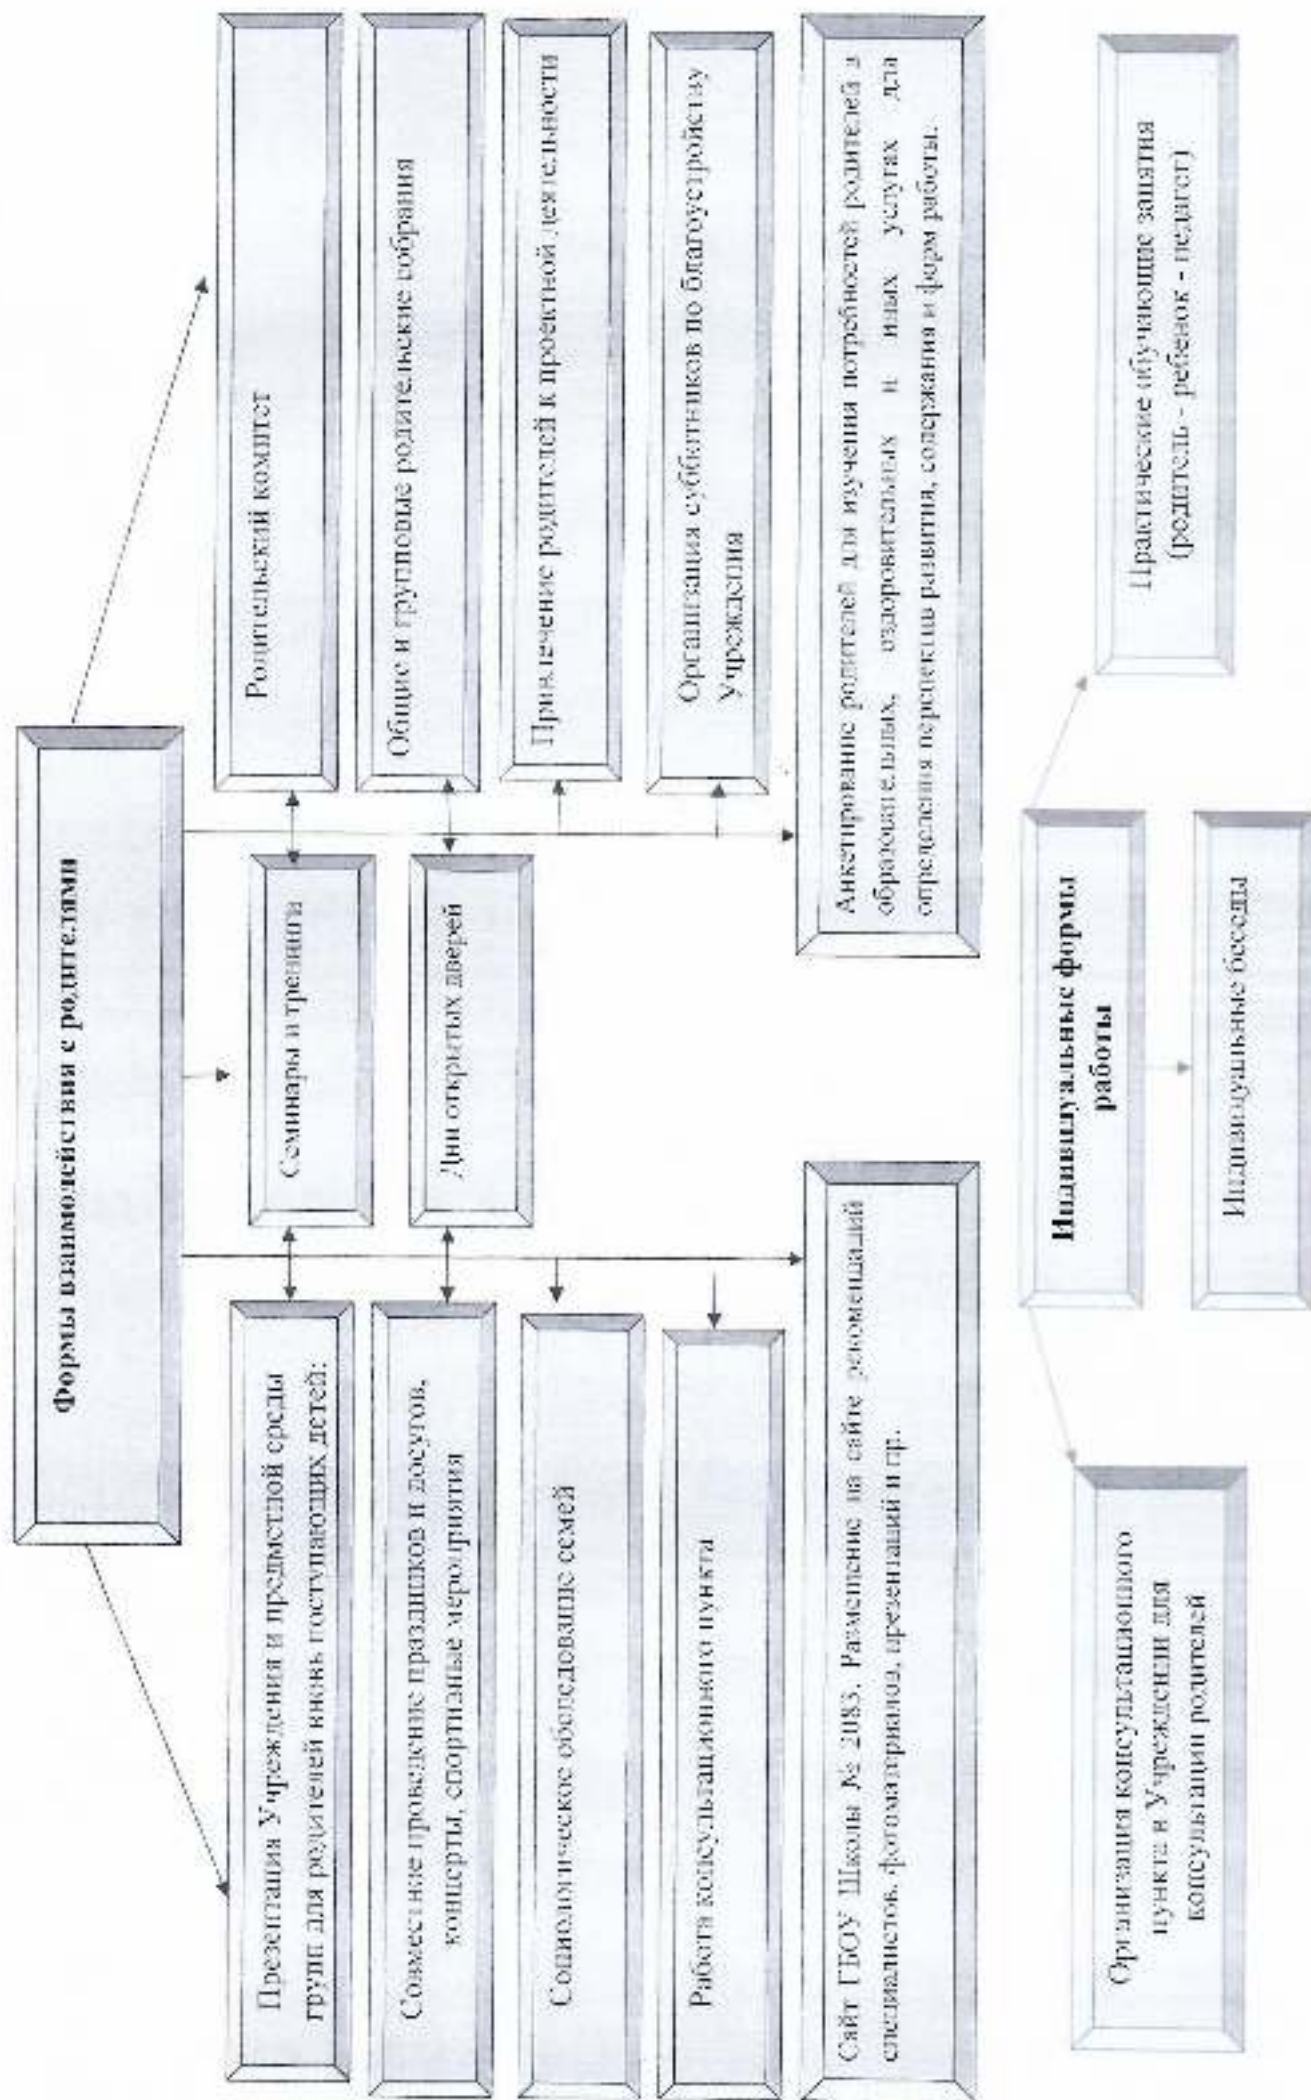 Формы взаимодействия с родителями
Презентация Учреждения и предметной среды
групп для родителей вновь поступающих детей:
Семинары и тренинги
Родительский комитет
Совместные проведение праздников и досугов,
концерты, спортивные мероприятия
Дни открытых дверей
Общие и групповые родительские собрания
Социологическое обследование семей
Привлечение родителей к проектной деятельности
Работа консультационного пункта
Организация субботников по благоустройству
Учреждения
Сайт ГБОУ Школы № 2083. Размещение на сайте рекомендаций
специалистов, фотоматериалов, презентаций и пр.
Анкетирование родителей для изучения потребностей родителей в
образовательных, оздоровительных и иных услугах для
определения перспектив развития, содержания и форм работы.
Индивидуальные формы
работы
Организация консультационного
пункта в Учреждении для
консультации родителей
Индивидуальные беседы
Практические обучающие занятия
(родитель - ребенок - педагог)